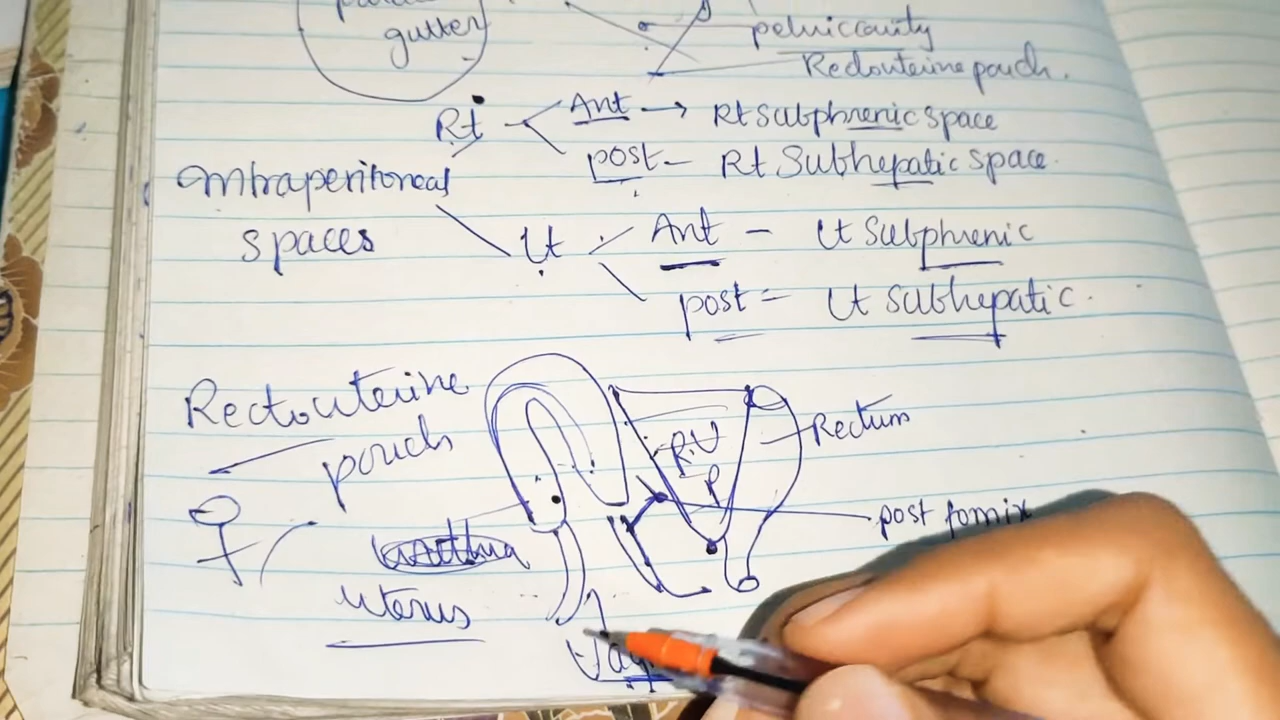 gutter
pelvic cavity
Rectouterine pouch.
Rt
Ant → Rt Subphrenic space
post - Rt Subhepatic space.
Intraperitoneal
spaces
Lt
Ant - Lt Subphrenic
post = Lt Subhepatic.
Rectouterine
pouch
R.U
P
Rectum
post fornix
uterus